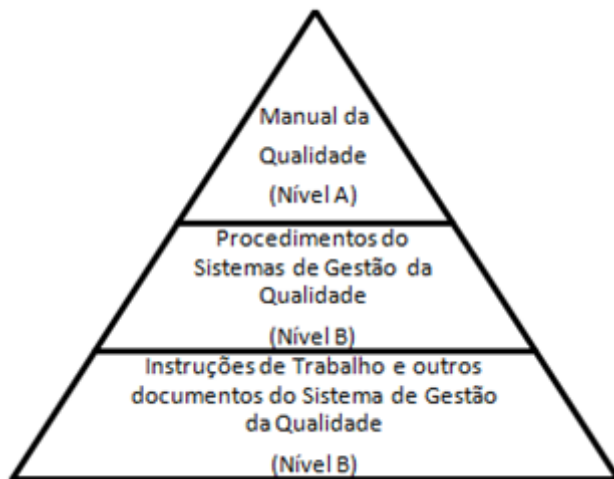 Manual da
Qualidade
(Nível A)
Procedimentos do
Sistemas de Gestão da
Qualidade
(Nível B)
Instruções de Trabalho e outros
documentos do Sistema de Gestão
da Qualidade
(Nível B)